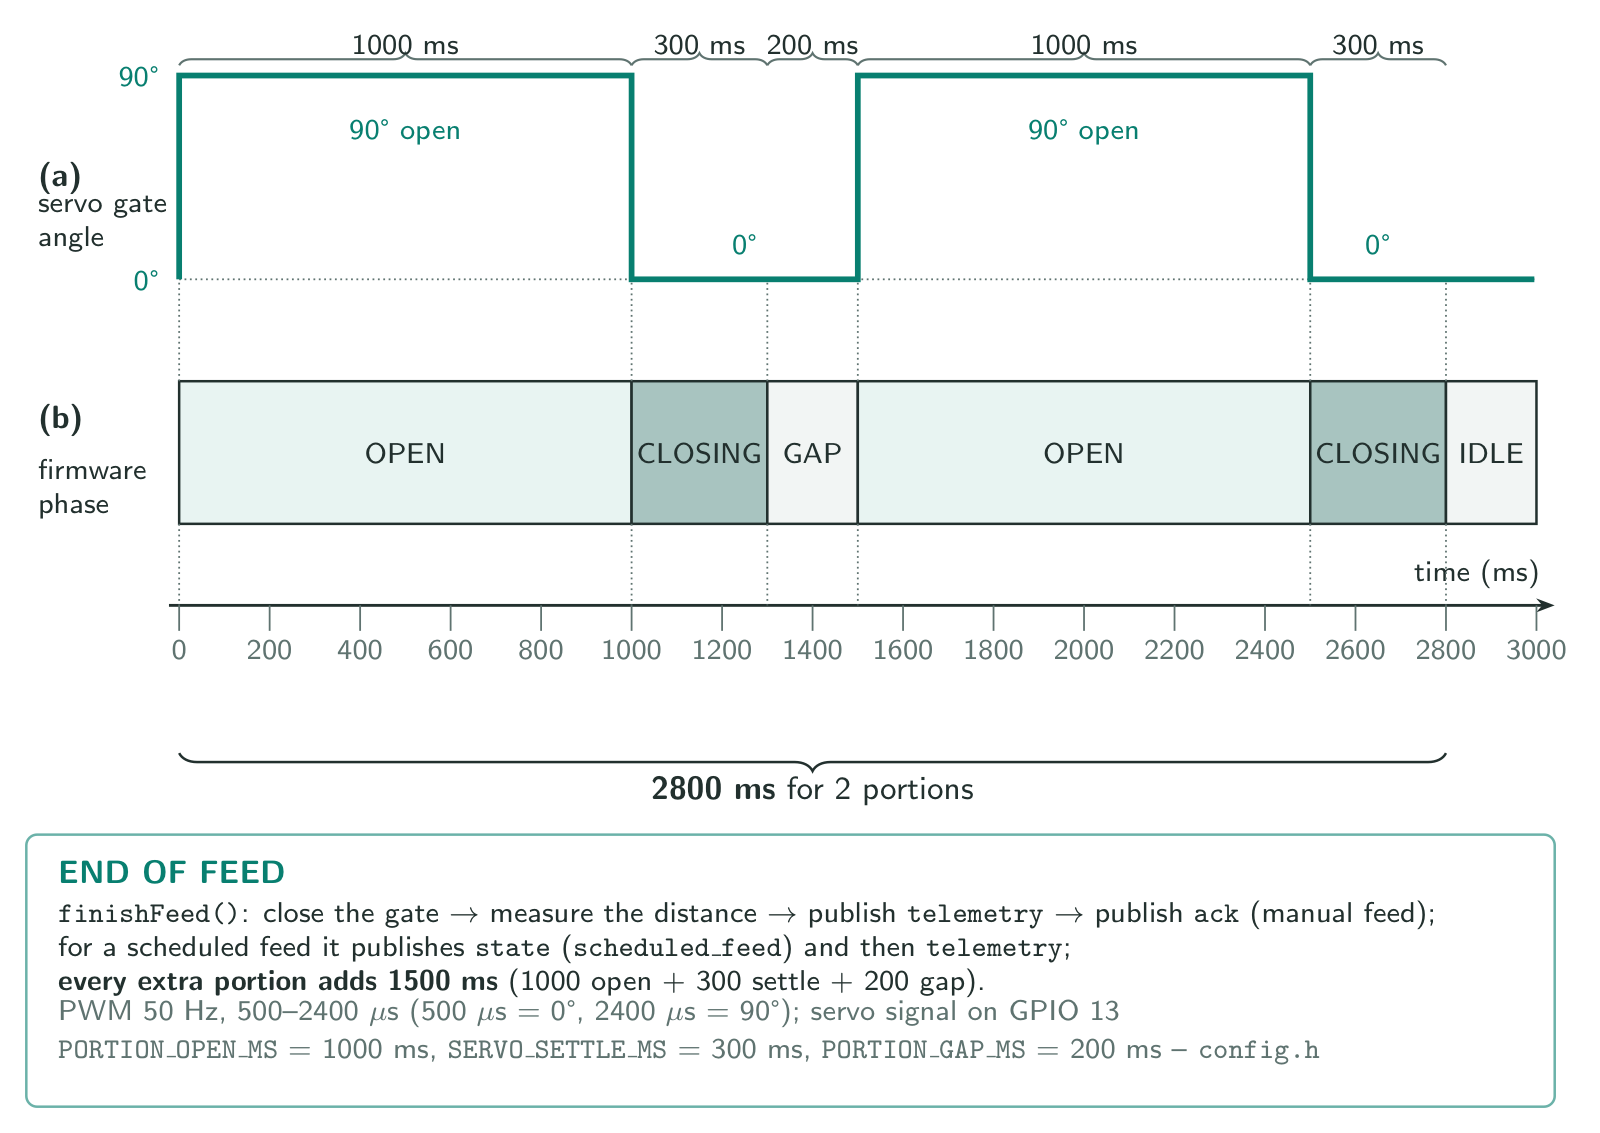 1000 ms 300 ms 200 ms 1000 ms 300 ms
90°
90° open 90° open
(a)
servo gate
angle
0° 0°
0°
(b)
firmware
phase
OPEN CLOSING GAP OPEN CLOSING IDLE
time (ms)
0 200 400 600 800 1000 1200 1400 1600 1800 2000 2200 2400 2600 2800 3000
2800 ms for 2 portions
END OF FEED
finishFeed(): close the gate → measure the distance → publish telemetry → publish ack (manual feed);
for a scheduled feed it publishes state (scheduled_feed) and then telemetry;
every extra portion adds 1500 ms (1000 open + 300 settle + 200 gap).
PWM 50 Hz, 500–2400 μs (500 μs = 0°, 2400 μs = 90°); servo signal on GPIO 13
PORTION_OPEN_MS = 1000 ms, SERVO_SETTLE_MS = 300 ms, PORTION_GAP_MS = 200 ms – config.h